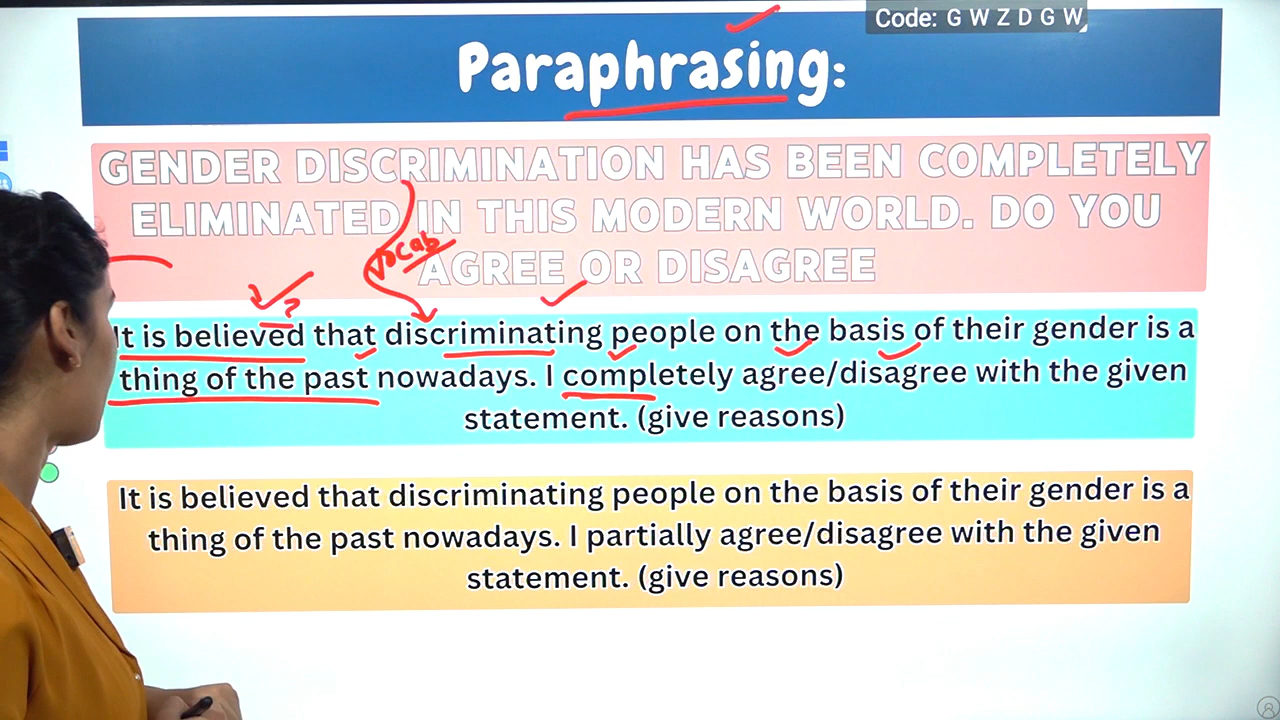 Code: G W Z D G W
Paraphrasing:
GENDER DISCRIMINATION HAS BEEN COMPLETELY
ELIMINATED IN THIS MODERN WORLD. DO YOU
AGREE OR DISAGREE
vocab
?
It is believed that discriminating people on the basis of their gender is a
thing of the past nowadays. I completely agree/disagree with the given
statement. (give reasons)
It is believed that discriminating people on the basis of their gender is a
thing of the past nowadays. I partially agree/disagree with the given
statement. (give reasons)